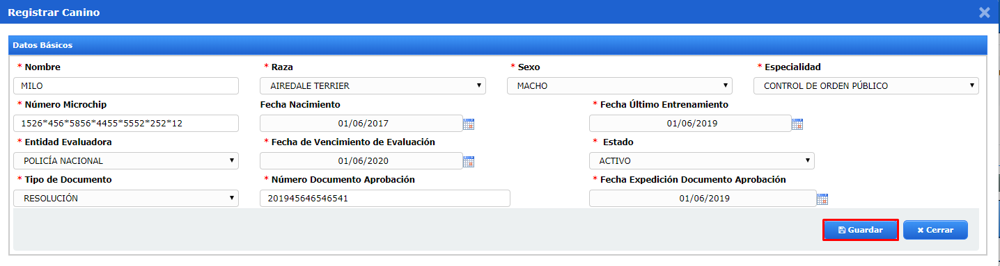 Registrar Canino
Datos Básicos
* Nombre * Raza * Sexo * Especialidad
MILO AIREDALE TERRIER MACHO CONTROL DE ORDEN PÚBLICO
* Número Microchip Fecha Nacimiento * Fecha Último Entrenamiento
1526*456*5856*4455*5552*252*12 01/06/2017 01/06/2019
* Entidad Evaluadora * Fecha de Vencimiento de Evaluación * Estado
POLICÍA NACIONAL 01/06/2020 ACTIVO
* Tipo de Documento * Número Documento Aprobación * Fecha Expedición Documento Aprobación
RESOLUCIÓN 201945646546541 01/06/2019
Guardar Cerrar